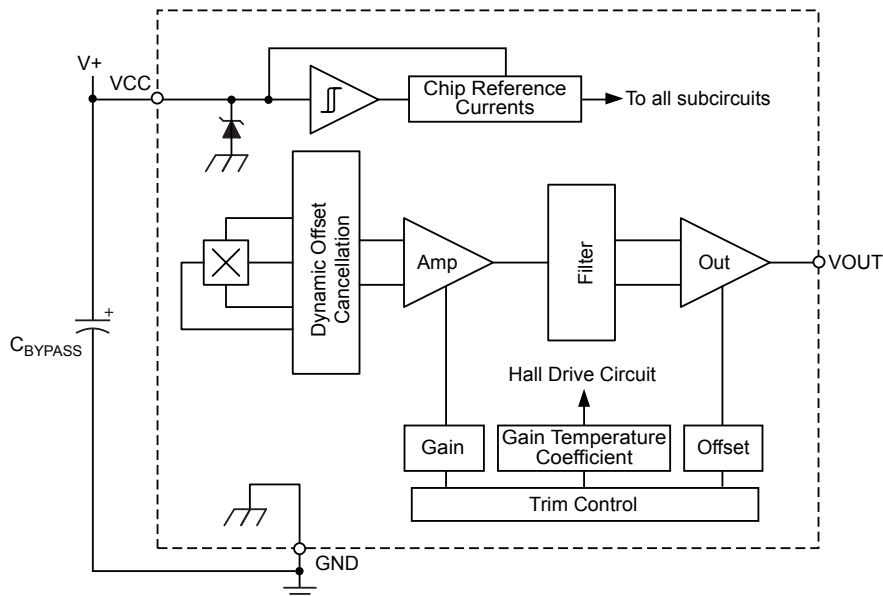 V+
VCC
Chip Reference
Currents
To all subcircuits
Dynamic Offset
Cancellation
Amp
Filter
Out
VOUT
+
CBYPASS
Hall Drive Circuit
Gain
Gain Temperature
Coefficient
Offset
Trim Control
GND